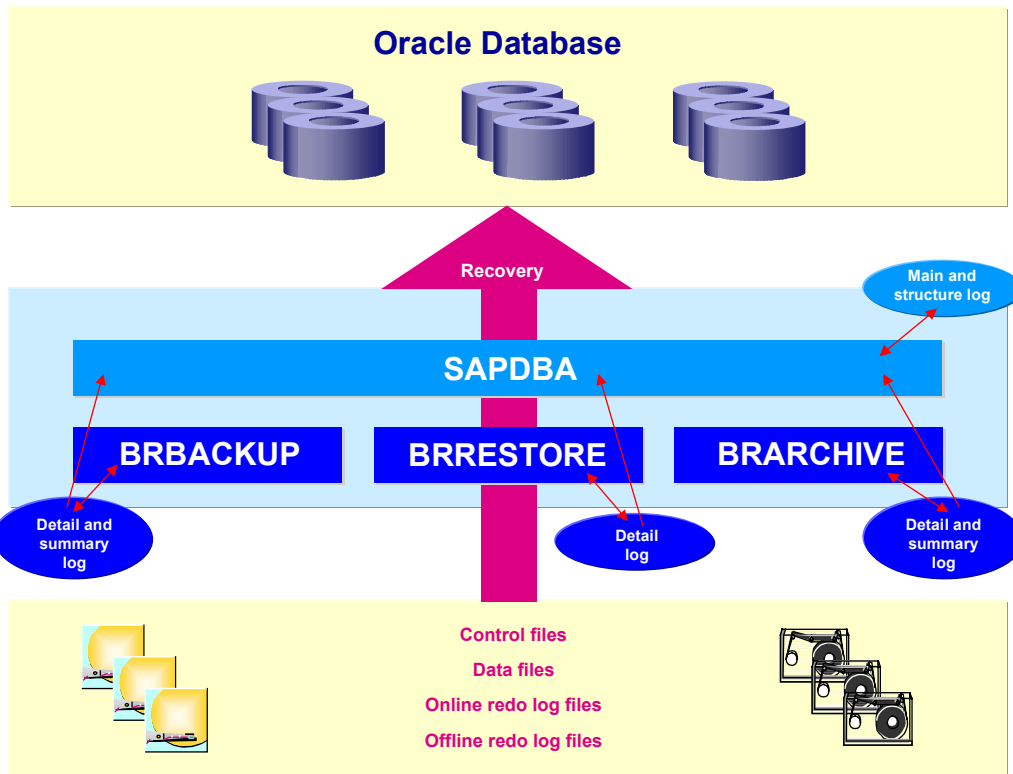 Oracle Database
Recovery
Main and
structure log
SAPDBA
BRBACKUP
BRRESTORE
BRARCHIVE
Detail and
summary
log
Detail
log
Detail and
summary
log
Control files
Data files
Online redo log files
Offline redo log files